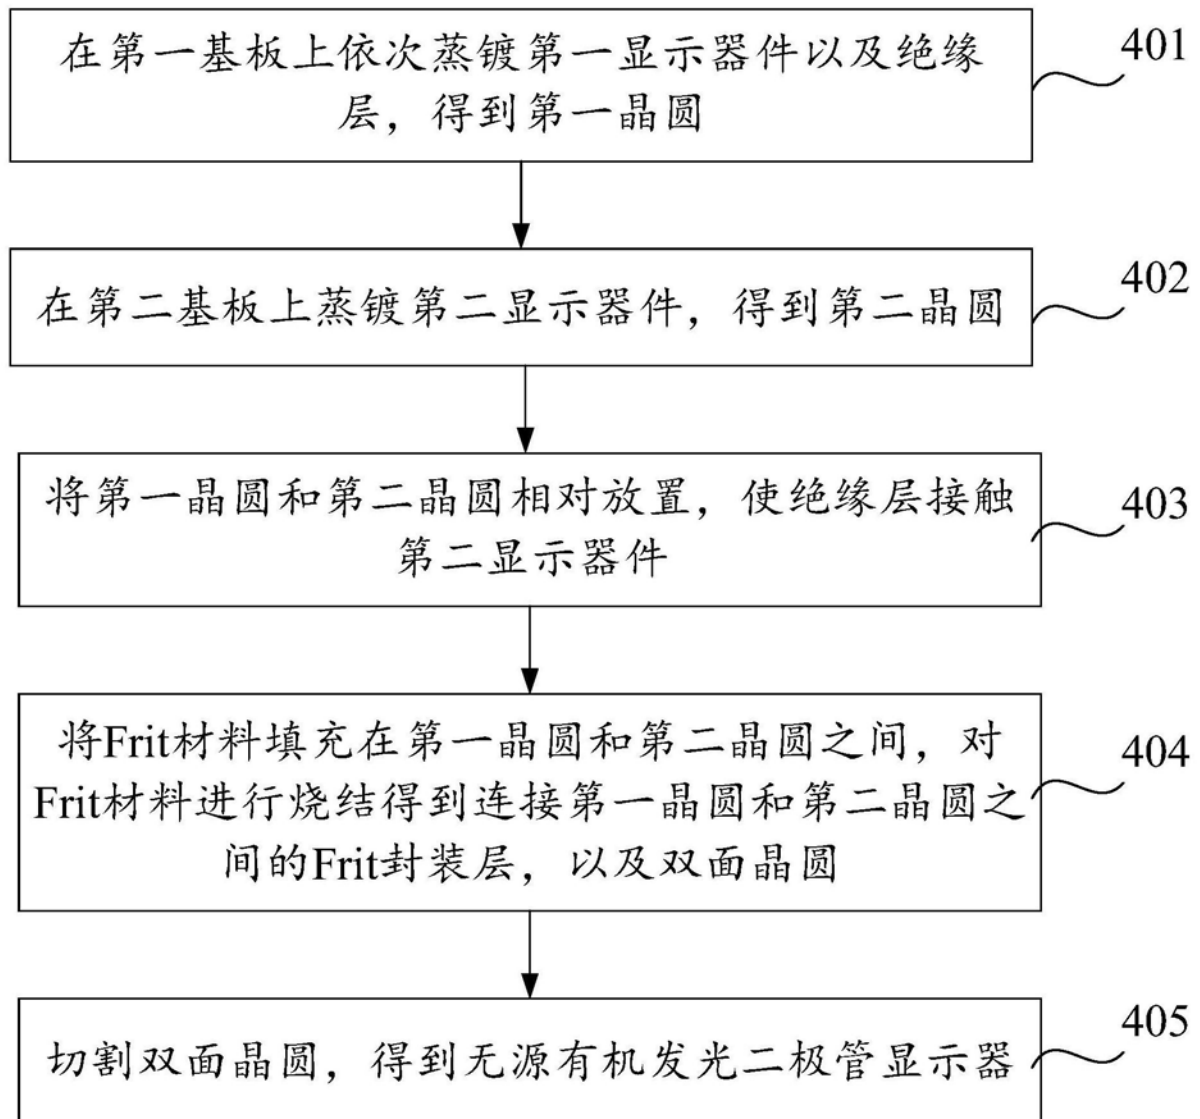 在第一基板上依次蒸镀第一显示器件以及绝缘
层，得到第一晶圆
401
在第二基板上蒸镀第二显示器件，得到第二晶圆
402
将第一晶圆和第二晶圆相对放置，使绝缘层接触
第二显示器件
403
将Frit材料填充在第一晶圆和第二晶圆之间，对
Frit材料进行烧结得到连接第一晶圆和第二晶圆之
间的Frit封装层，以及双面晶圆
404
切割双面晶圆，得到无源有机发光二极管显示器
405